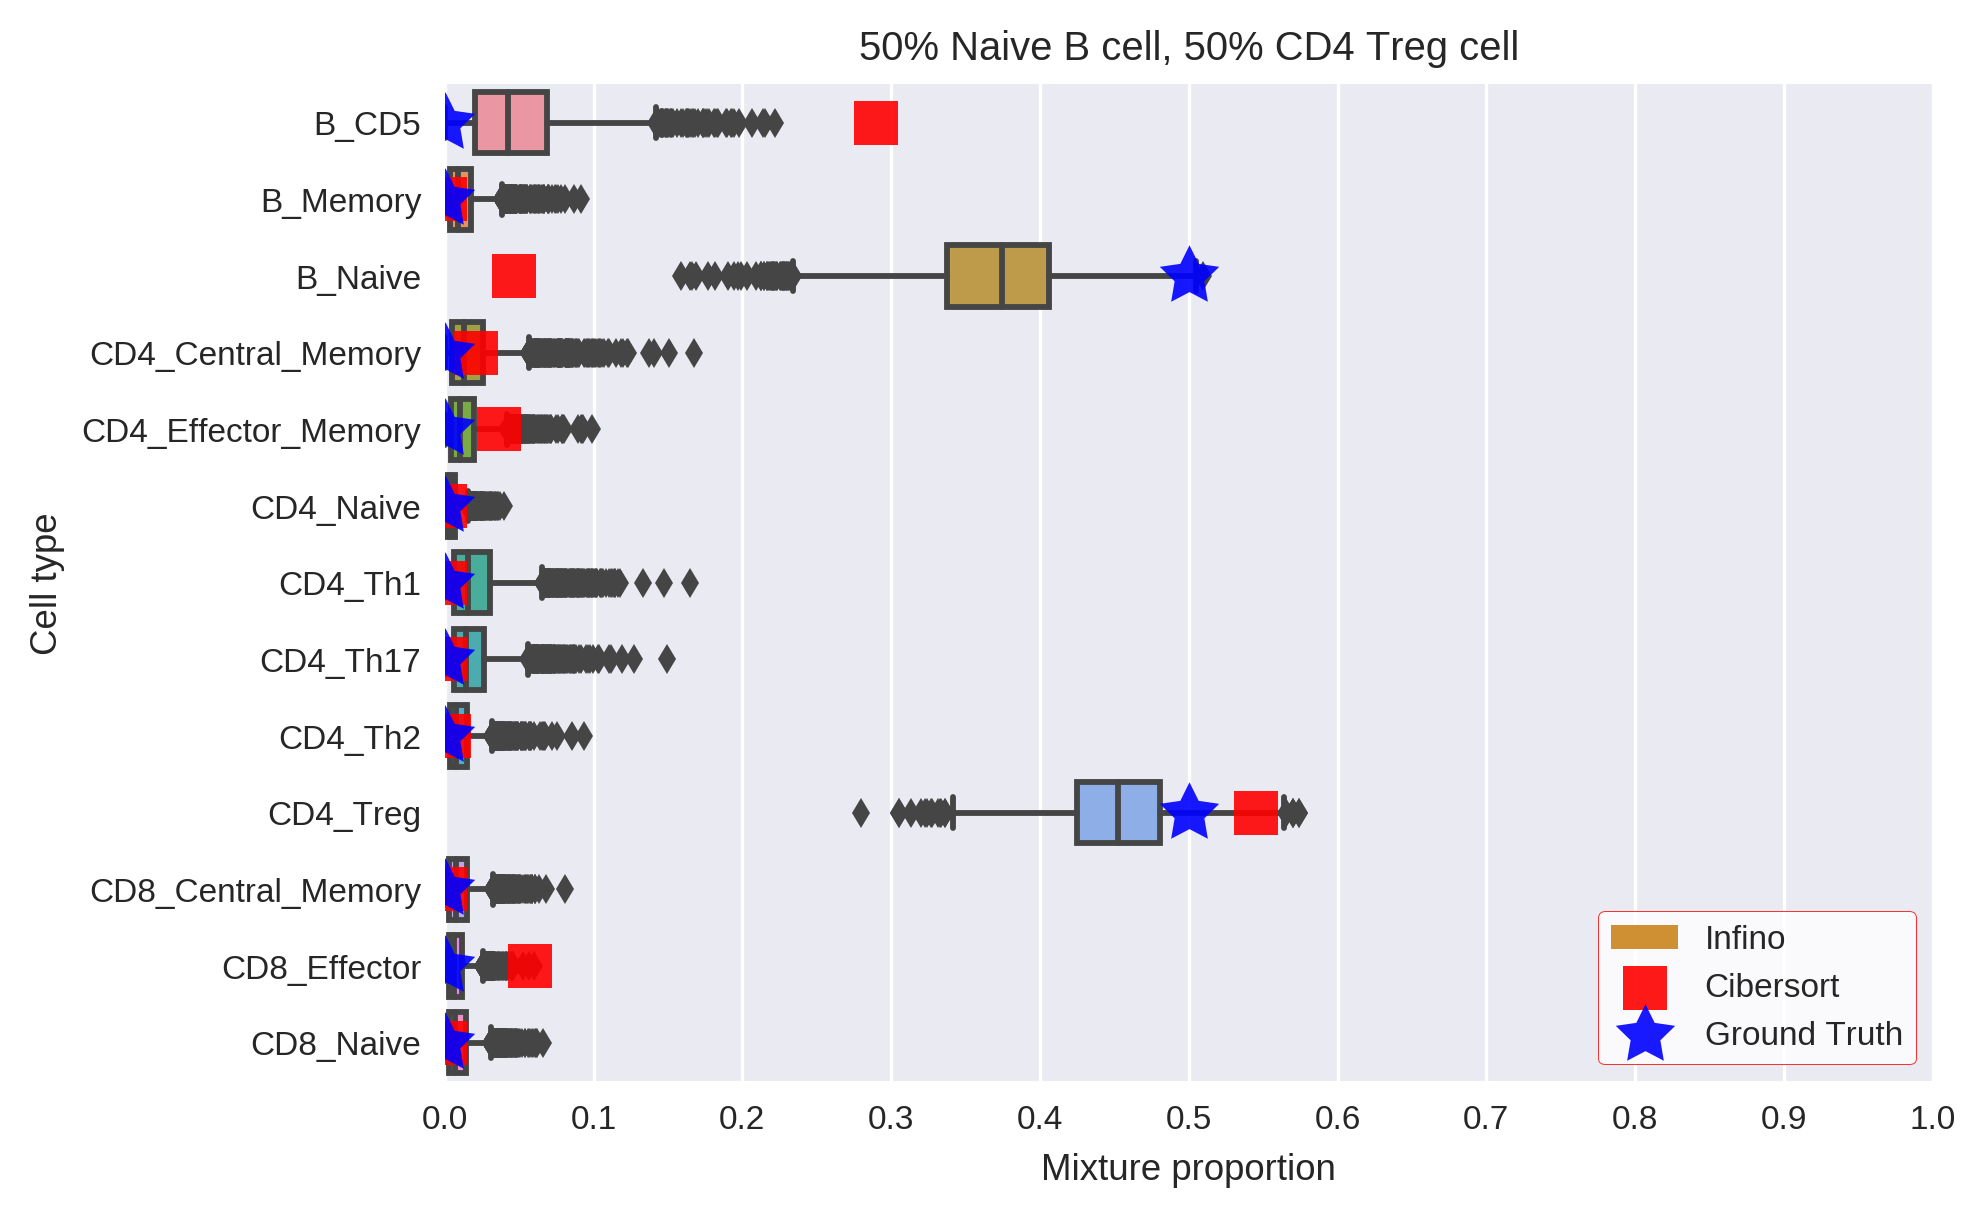 50% Naive B cell, 50% CD4 Treg cell
B_CD5
B_Memory
B_Naive
CD4_Central_Memory
CD4_Effector_Memory
CD4_Naive
CD4_Th1
CD4_Th17
CD4_Th2
CD4_Treg
CD8_Central_Memory
CD8_Effector
CD8_Naive
Cell type
Infino
Cibersort
Ground Truth
0.0 0.1 0.2 0.3 0.4 0.5 0.6 0.7 0.8 0.9 1.0
Mixture proportion